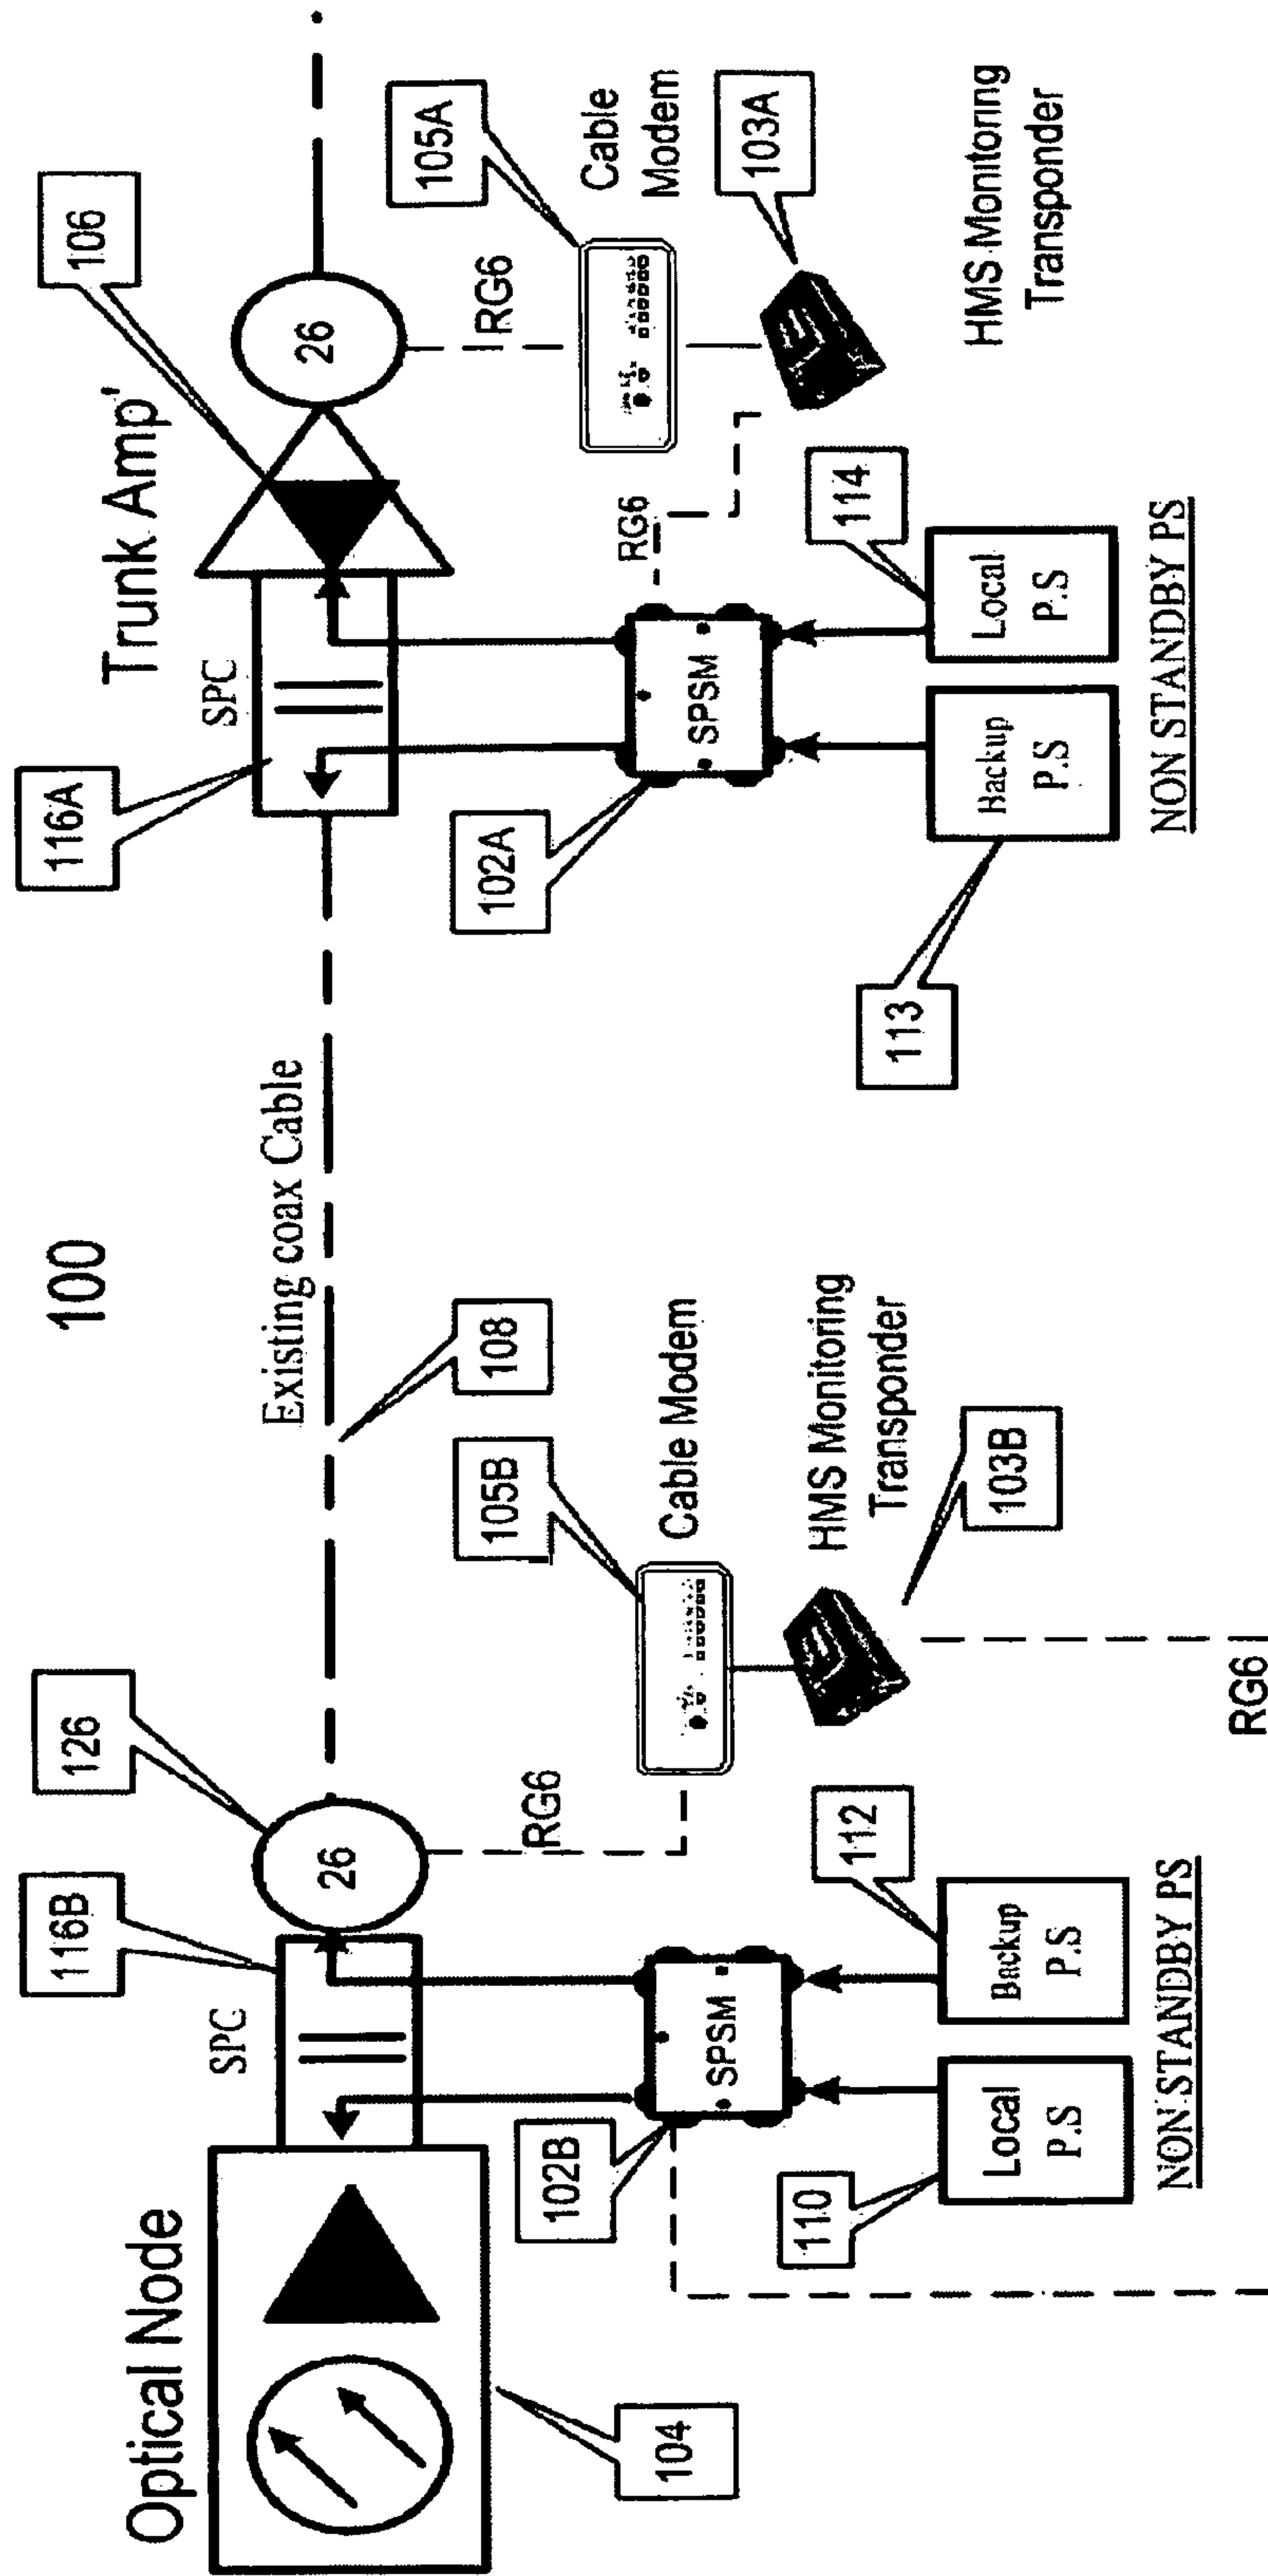 100
Optical Node
116B
126
SPC
26
Existing coax Cable
108
116A
Trunk Amp'
SPC
106
26
104
102B
SPSM
RG6
105B
Cable Modem
HMS Monitoring
Transponder
103B
110
Local
P.S
112
Backup
P.S
NON STANDBY PS
RG6
102A
SPSM
RG6
RG6
105A
Cable
Modem
103A
HMS Monitoring
Transponder
113
Backup
P.S
114
Local
P.S
NON STANDBY PS